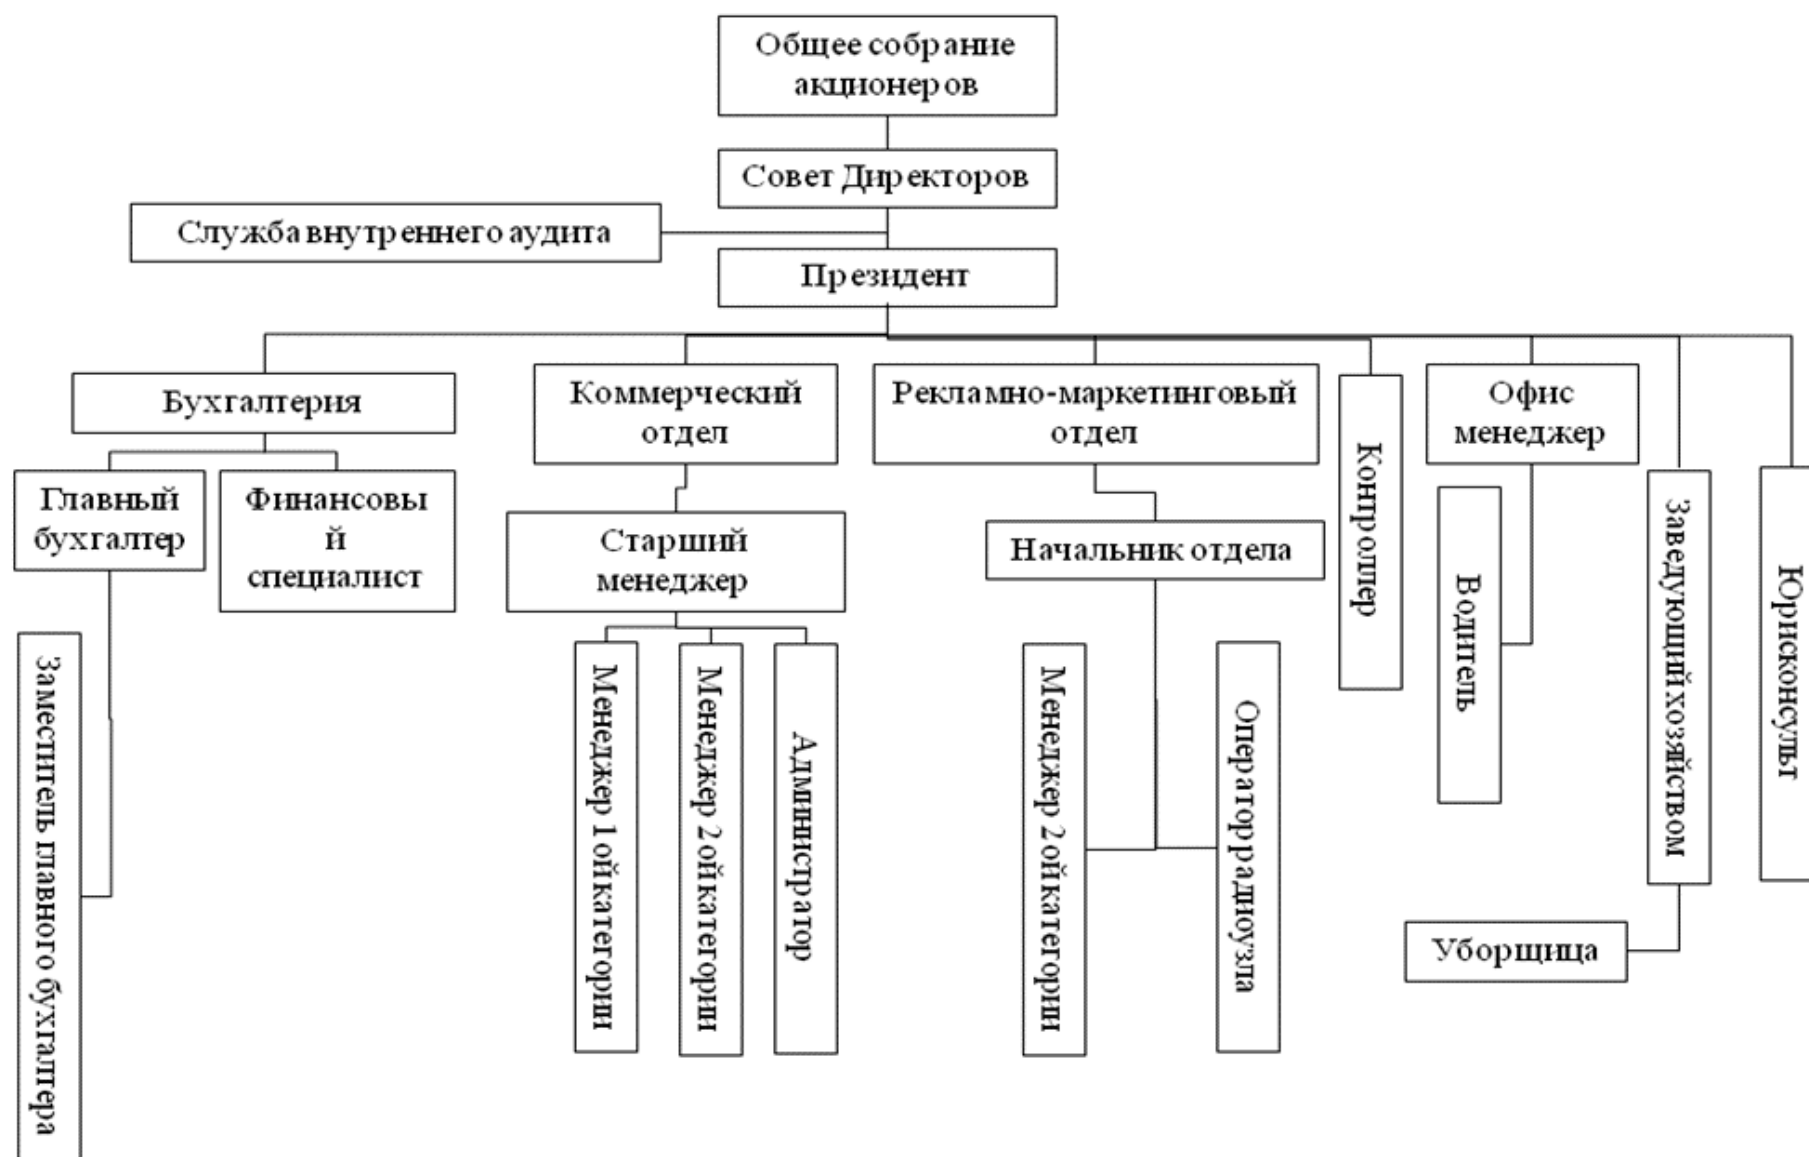 Общее собрание
акционеров
Совет Директоров
Служба внутреннего аудита
Президент
Бухгалтерия
Коммерческий
отдел
Рекламно-маркетинговый
отдел
Контроллер
Офис
менеджер
Заведующий хозяйством
Юрисконсульт
Главный
бухгалтер
Финансовы
й
специалист
Старший
менеджер
Начальник отдела
Водитель
Заместитель главного бухгалтера
Менеджер 1ой категории
Менеджер 2ой категории
Администратор
Менеджер 2ой категории
Оператор радиоузла
Уборщица